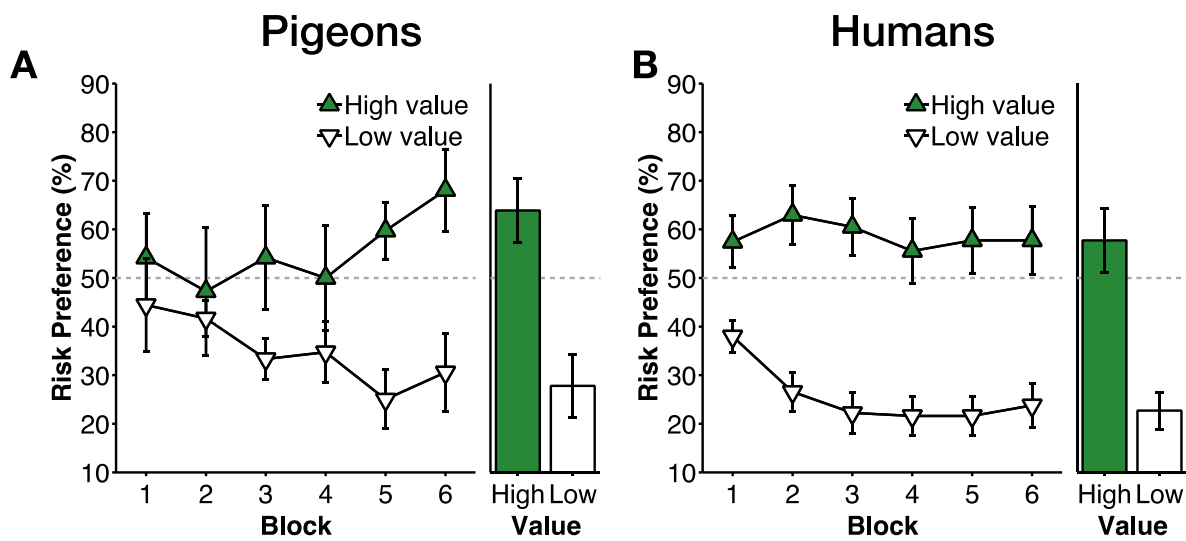 Pigeons
A
Risk Preference (%)
90
80
70
60
50
40
30
20
10
High value
Low value
1 2 3 4 5 6
Block
High Low
Value
Humans
B
Risk Preference (%)
90
80
70
60
50
40
30
20
10
High value
Low value
1 2 3 4 5 6
Block
High Low
Value